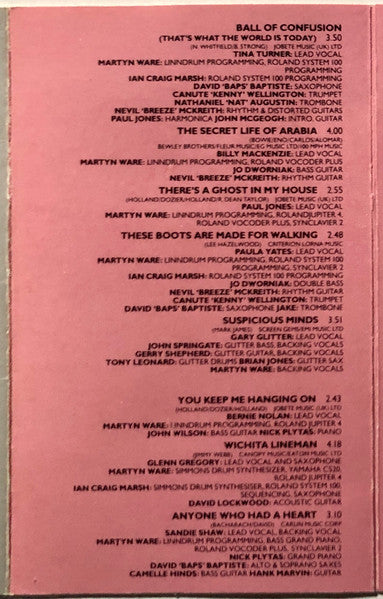 BALL OF CONFUSION
(THAT'S WHAT THE WORLD IS TODAY) 3.50
(N. WHITFIELD/B. STRONG) JOBETE MUSIC (UK) LTD
TINA TURNER: LEAD VOCAL
MARTYN WARE: LINNDRUM PROGRAMMING, ROLAND SYSTEM 100
PROGRAMMING
IAN CRAIG MARSH: ROLAND SYSTEM 100 PROGRAMMING
DAVID 'BAPS' BAPTISTE: SAXOPHONE
CANUTE 'KENNY' WELLINGTON: TRUMPET
NATHANIEL 'NAT' AUGUSTIN: TROMBONE
NEVIL 'BREEZE' MCKREITH: RHYTHM & DISTORTED GUITARS
PAUL JONES: HARMONICA JOHN MCGEOGH: INTRO, GUITAR
THE SECRET LIFE OF ARABIA 4.00
(BOWIE/ENO/CARLOS/ALOMAR)
BEWLEY BROTHERS/FLEUR MUSIC/EG MUSIC LTD/100 MPH MUSIC
BILLY MACKENZIE: LEAD VOCAL
MARTYN WARE: LINNDRUM PROGRAMMING, ROLAND VOCODER PLUS
JO DWORNIAK: BASS GUITAR
NEVIL 'BREEZE' MCKREITH: RHYTHM GUITAR
THERE'S A GHOST IN MY HOUSE 2.55
(HOLLAND/DOZIER/HOLLAND/R. DEAN TAYLOR) JOBETE MUSIC (UK) LTD
PAUL JONES: LEAD VOCAL
MARTYN WARE: LINNDRUM PROGRAMMING, ROLAND JUPITER 4,
ROLAND VOCODER PLUS, SYNCLAVIER 2
THESE BOOTS ARE MADE FOR WALKING 2.48
(LEE HAZELWOOD) CRITERION LORNA MUSIC
PAULA YATES: LEAD VOCAL
MARTYN WARE: LINNDRUM PROGRAMMING, ROLAND SYSTEM 100
PROGRAMMING, SYNCLAVIER 2
IAN CRAIG MARSH: ROLAND SYSTEM 100 PROGRAMMING
JO DWORNIAK: DOUBLE BASS
NEVIL 'BREEZE' MCKREITH: RHYTHM GUITAR
CANUTE 'KENNY' WELLINGTON: TRUMPET
DAVID 'BAPS' BAPTISTE: SAXOPHONE JAKE: TROMBONE
SUSPICIOUS MINDS 3.51
(MARK JAMES) SCREEN GEMS/EMI MUSIC LTD
GARY GLITTER: LEAD VOCAL
JOHN SPRINGATE: GLITTER BASS, BACKING VOCALS
GERRY SHEPHERD: GLITTER GUITAR, BACKING VOCALS
TONY LEONARD: GLITTER DRUMS BRIAN JONES: GLITTER SAX
MARTYN WARE: BACKING VOCALS
YOU KEEP ME HANGING ON 2.43
(HOLLAND/DOZIER/HOLLAND) JOBETE MUSIC (UK) LTD
BERNIE NOLAN: LEAD VOCAL
MARTYN WARE: LINNDRUM PROGRAMMING, ROLAND JUPITER 4
JOHN WILSON: BASS GUITAR NICK PLYTAS: PIANO
WICHITA LINEMAN 4.18
(JIMMY WEBB) CANOPY MUSIC/EATON MUSIC LTD
GLENN GREGORY: LEAD VOCAL AND SAXOPHONE
MARTYN WARE: SIMMONS DRUM SYNTHESIZER, YAMAHA CS20,
ROLAND JUPITER 4
IAN CRAIG MARSH: SIMMONS DRUM SYNTHESISER, ROLAND SYSTEM 100,
SEQUENCING, SAXOPHONE
DAVID LOCKWOOD: ACOUSTIC GUITAR
ANYONE WHO HAD A HEART 3.10
(BACHARACH/DAVID) CARLIN MUSIC CORP
SANDIE SHAW: LEAD VOCAL, BACKING VOCAL
MARTYN WARE: LINNDRUM PROGRAMMING, BASS GRAND PIANO,
ROLAND VOCODER PLUS, SYNCLAVIER 2
NICK PLYTAS: GRAND PIANO
DAVID 'BAPS' BAPTISTE: ALTO & SOPRANO SAXES
CAMELLE HINDS: BASS GUITAR HANK MARVIN: GUITAR